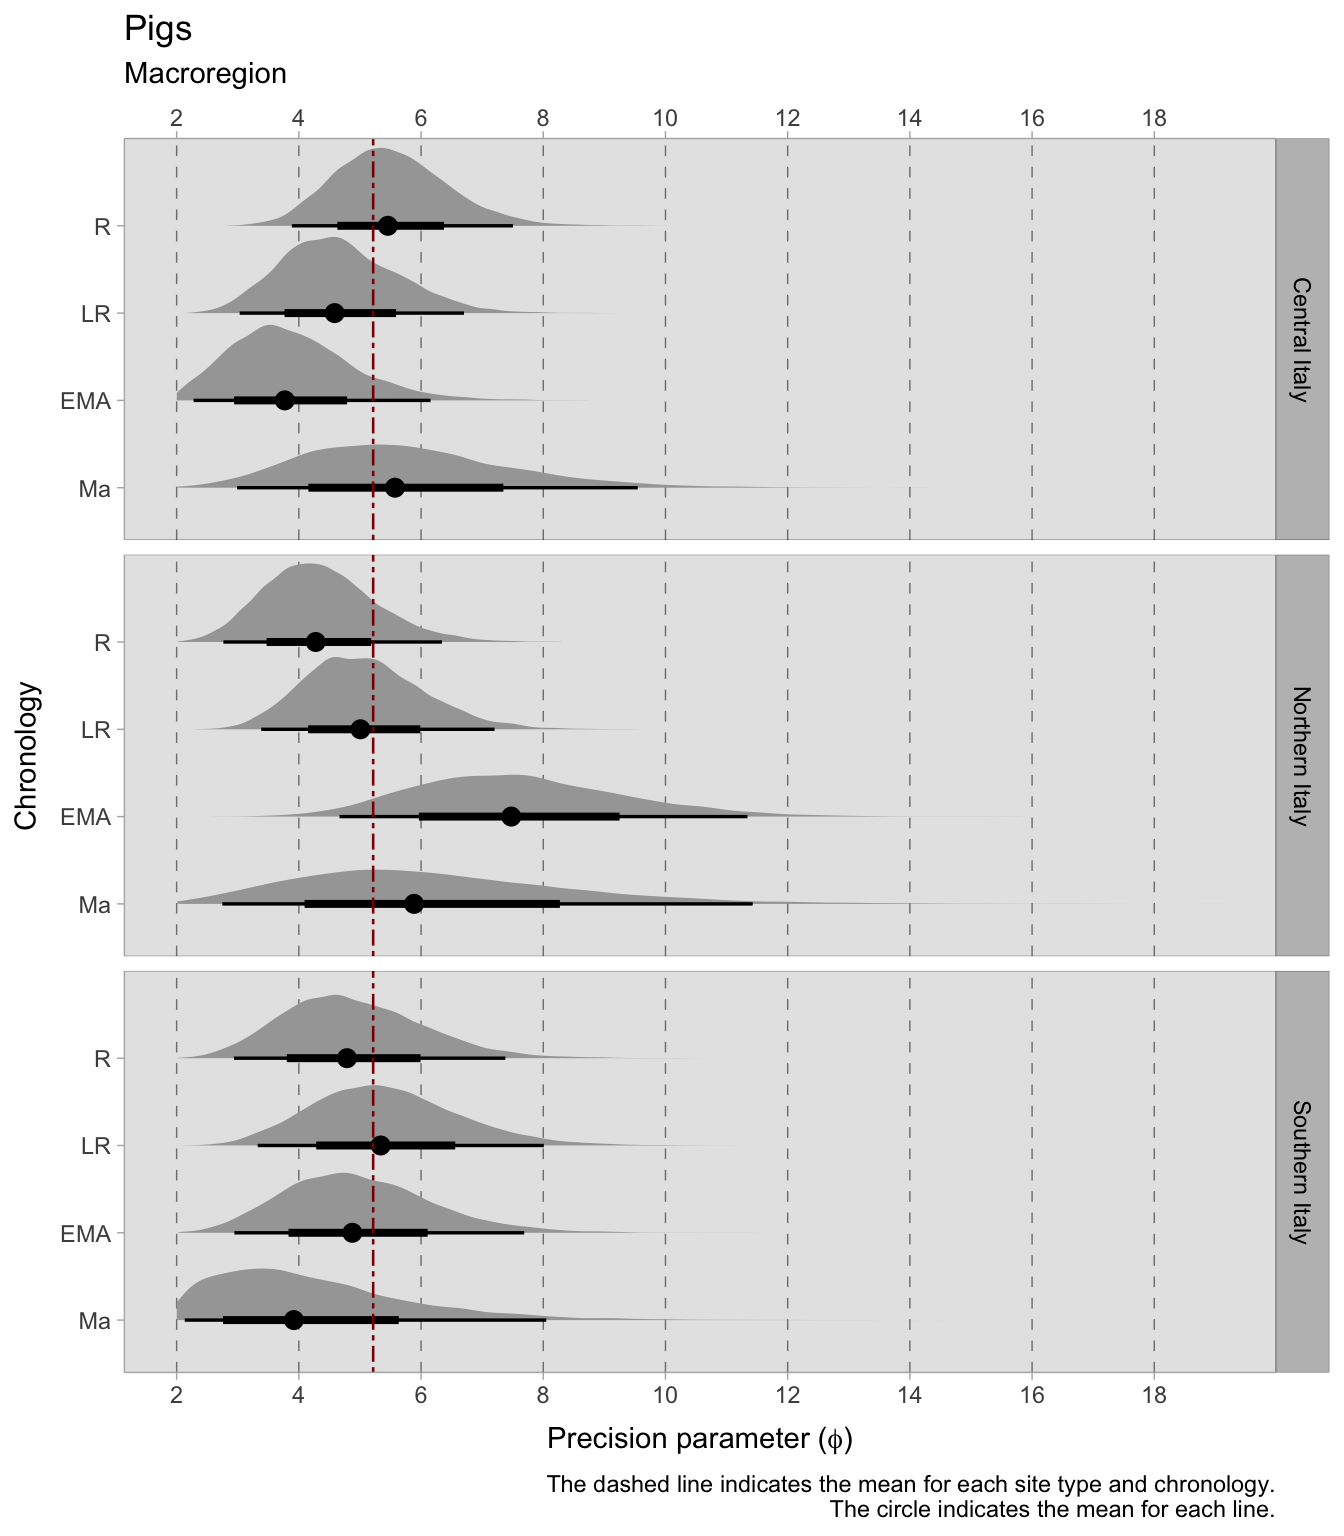 Pigs
Macroregion
2 4 6 8 10 12 14 16 18
R
LR
EMA
Ma
Central Italy
R
LR
EMA
Ma
Northern Italy
R
LR
EMA
Ma
Southern Italy
Chronology
2 4 6 8 10 12 14 16 18
Precision parameter (ϕ)
The dashed line indicates the mean for each site type and chronology.
The circle indicates the mean for each line.